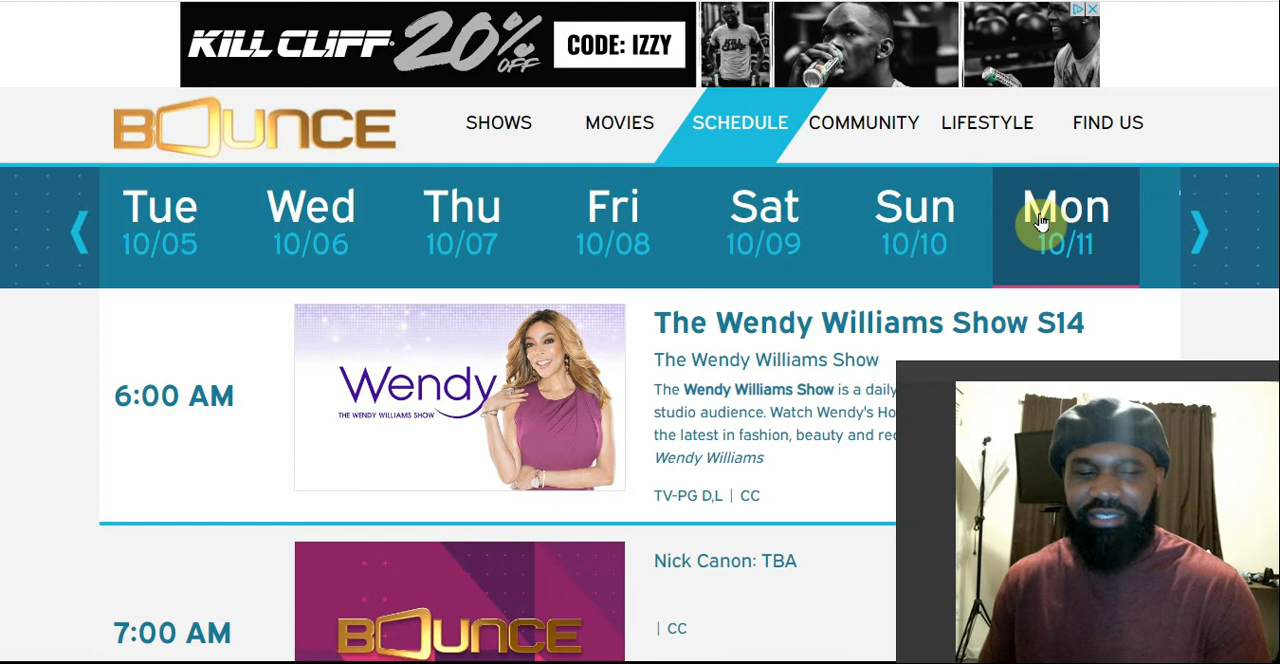 KILL CLIFF 20% OFF CODE: IZZY
BOUNCE SHOWS MOVIES SCHEDULE COMMUNITY LIFESTYLE FIND US
Tue Wed Thu Fri Sat Sun Mon
10/05 10/06 10/07 10/08 10/09 10/10 10/11
The Wendy Williams Show S14
The Wendy Williams Show
The Wendy Williams Show is a daily
studio audience. Watch Wendy's Ho
the latest in fashion, beauty and rec
Wendy Williams
TV-PG D,L | CC
6:00 AM
Wendy
THE WENDY WILLIAMS SHOW
Nick Canon: TBA
| CC
7:00 AM
BOUNCE